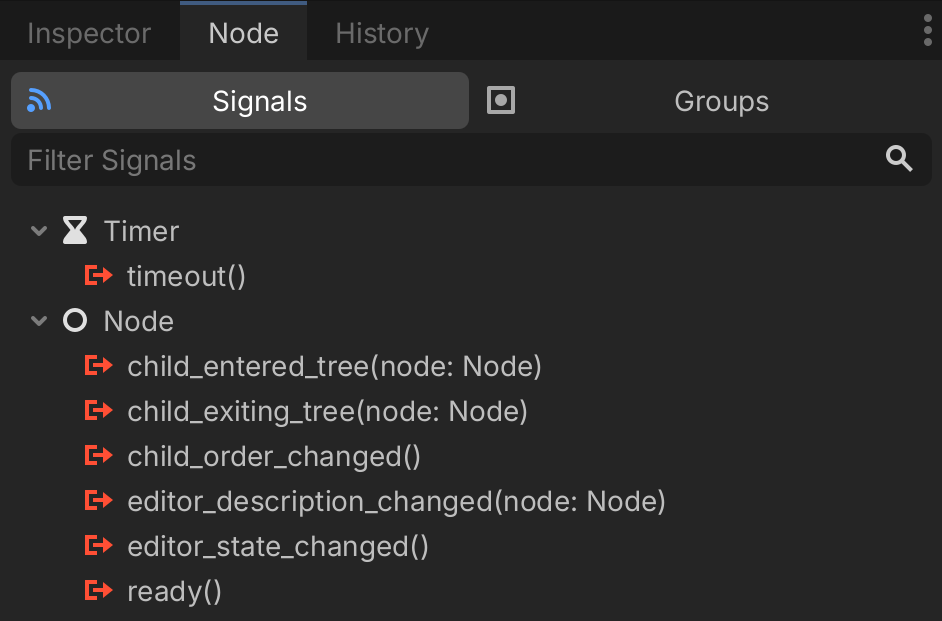 Inspector Node History
Signals Groups
Filter Signals
Timer
timeout()
Node
child_entered_tree(node: Node)
child_exiting_tree(node: Node)
child_order_changed()
editor_description_changed(node: Node)
editor_state_changed()
ready()